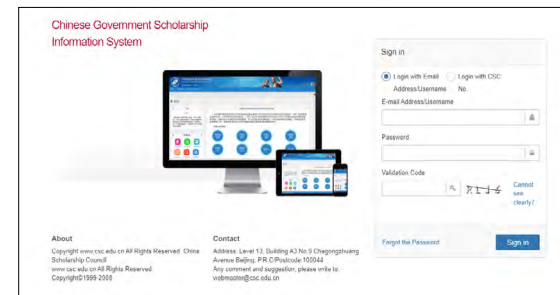 Chinese Government Scholarship
Information System
Sign in
Login with Email Address/Username
Login with CSC No.
E-mail Address/Username
Password
Validation Code
Cannot
see
clearly?
Forgot the Password
Sign in
About
Copyright www.csc.edu.cn All Rights Reserved. China
Scholarship Council
www.csc.edu.cn All Rights Reserved.
Copyright©1999-2008
Contact
Address: Level 13, Building A3 No.9 Chegongzhuang
Avenue Beijing, P.R.C/Postcode:100044
Any comment and suggestion, please write to:
webmaster@csc.edu.cn